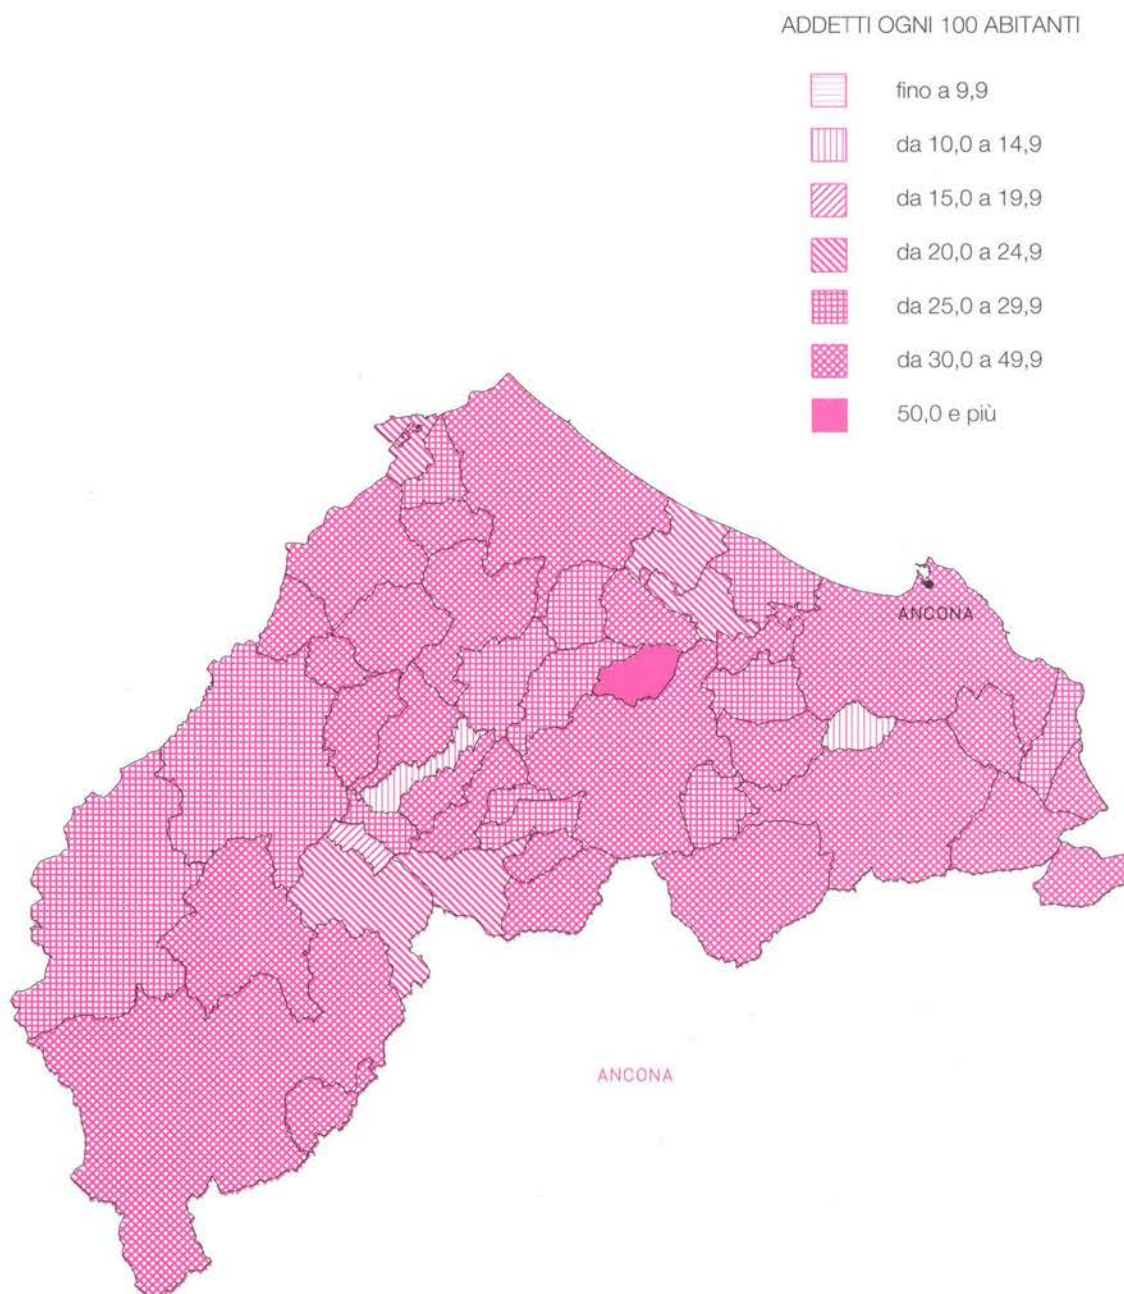 ADDETTI OGNI 100 ABITANTI
fino a 9,9
da 10,0 a 14,9
da 15,0 a 19,9
da 20,0 a 24,9
da 25,0 a 29,9
da 30,0 a 49,9
50,0 e più
ANCONA
ANCONA